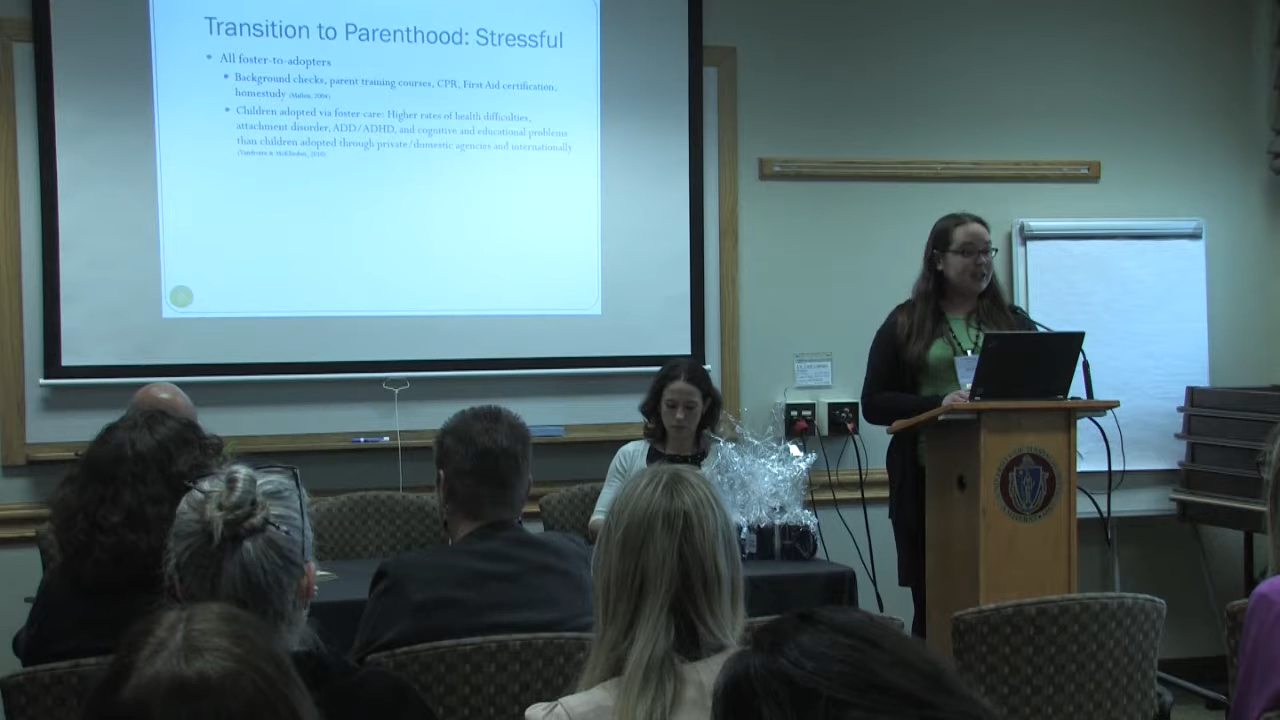 Transition to Parenthood: Stressful
• All foster-to-adopters
• Background checks, parent training courses, CPR, First Aid certification,
homestudy (Mallon, 2004)
• Children adopted via foster care: Higher rates of health difficulties,
attachment disorder, ADD/ADHD, and cognitive and educational problems
than children adopted through private/domestic agencies and internationally